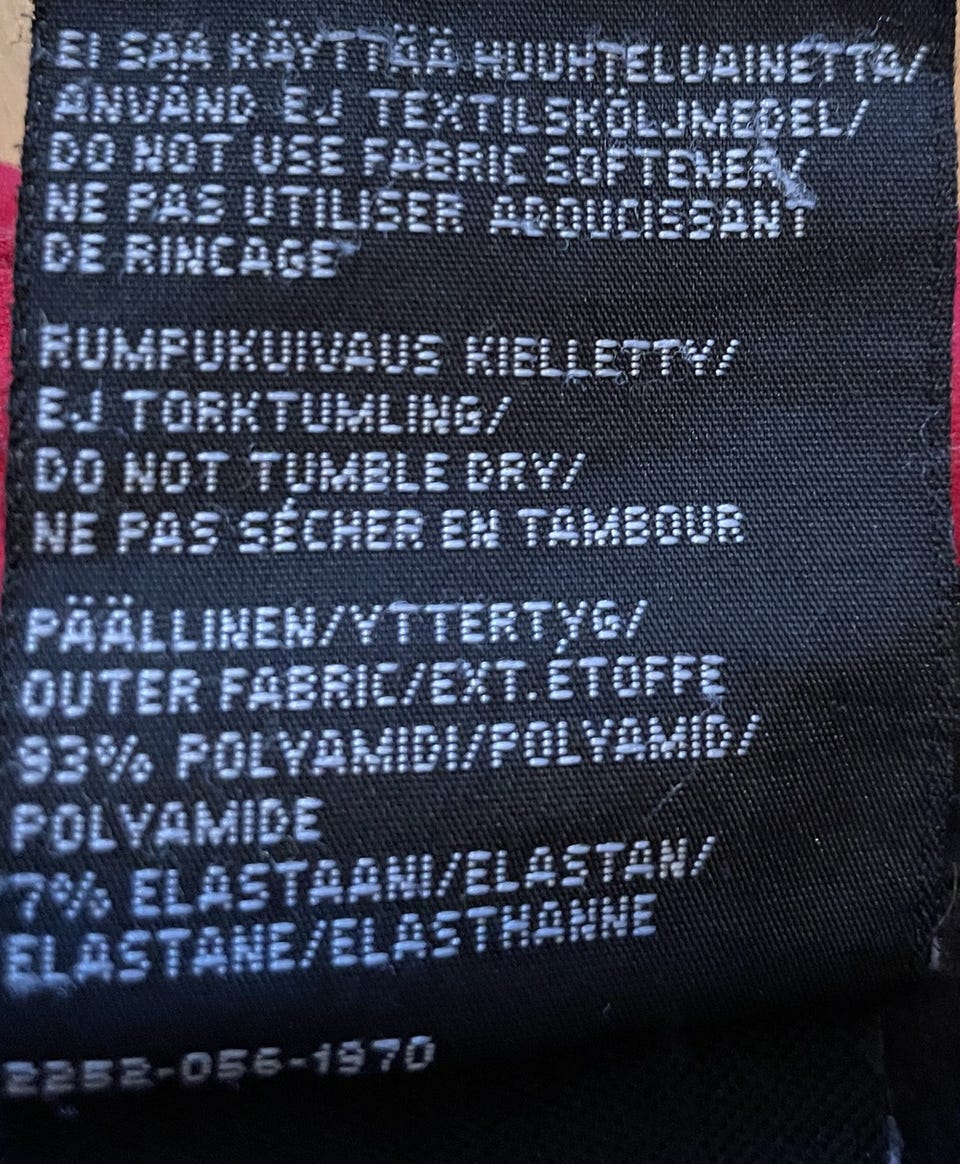 EI SAA KÄYTTÄÄ HUUHTELUAINETTA/
ANVÄND EJ TEXTILSKÖLJMEDEL/
DO NOT USE FABRIC SOFTENER/
NE PAS UTILISER ADOUCISSANT
DE RINCAGE
RUMPUKUIVAUS KIELLETTY/
EJ TORKTUMLING/
DO NOT TUMBLE DRY/
NE PAS SÉCHER EN TAMBOUR
PÄÄLLINEN/YTTERTYG/
OUTER FABRIC/EXT.ÉTOFFE
93% POLYAMIDI/POLYAMID/
POLYAMIDE
7% ELASTAANI/ELASTAN/
ELASTANE/ELASTHANNE
2252-056-1970